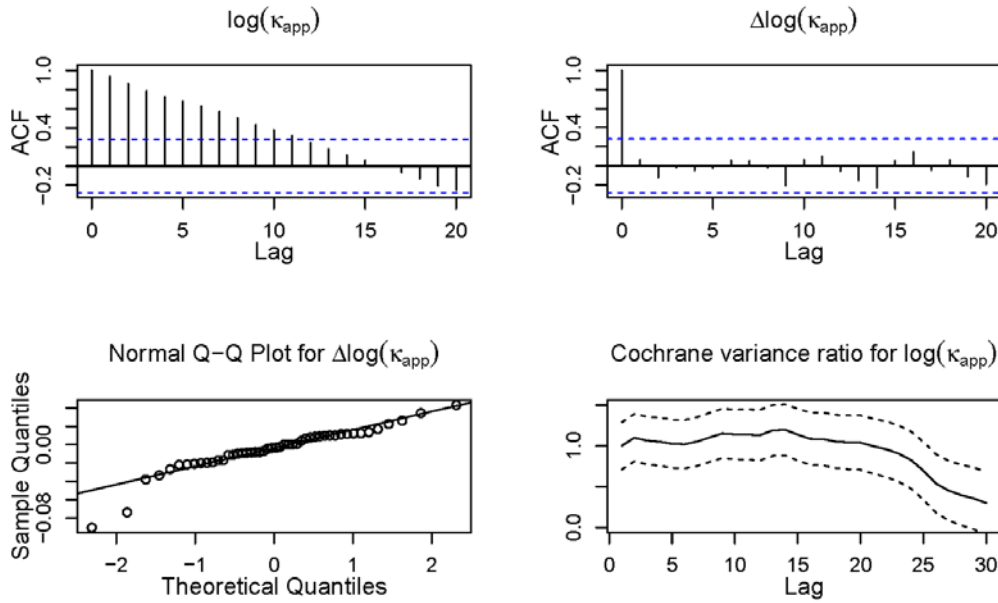 log(κapp)
ACF
1.0
0.4
−0.2
0 5 10 15 20
Lag
Δlog(κapp)
ACF
1.0
0.4
−0.2
0 5 10 15 20
Lag
Normal Q−Q Plot for Δlog(κapp)
Sample Quantiles
0.00
−0.08
−2 −1 0 1 2
Theoretical Quantiles
Cochrane variance ratio for log(κapp)
1.0
0.0
0 5 10 15 20 25 30
Lag